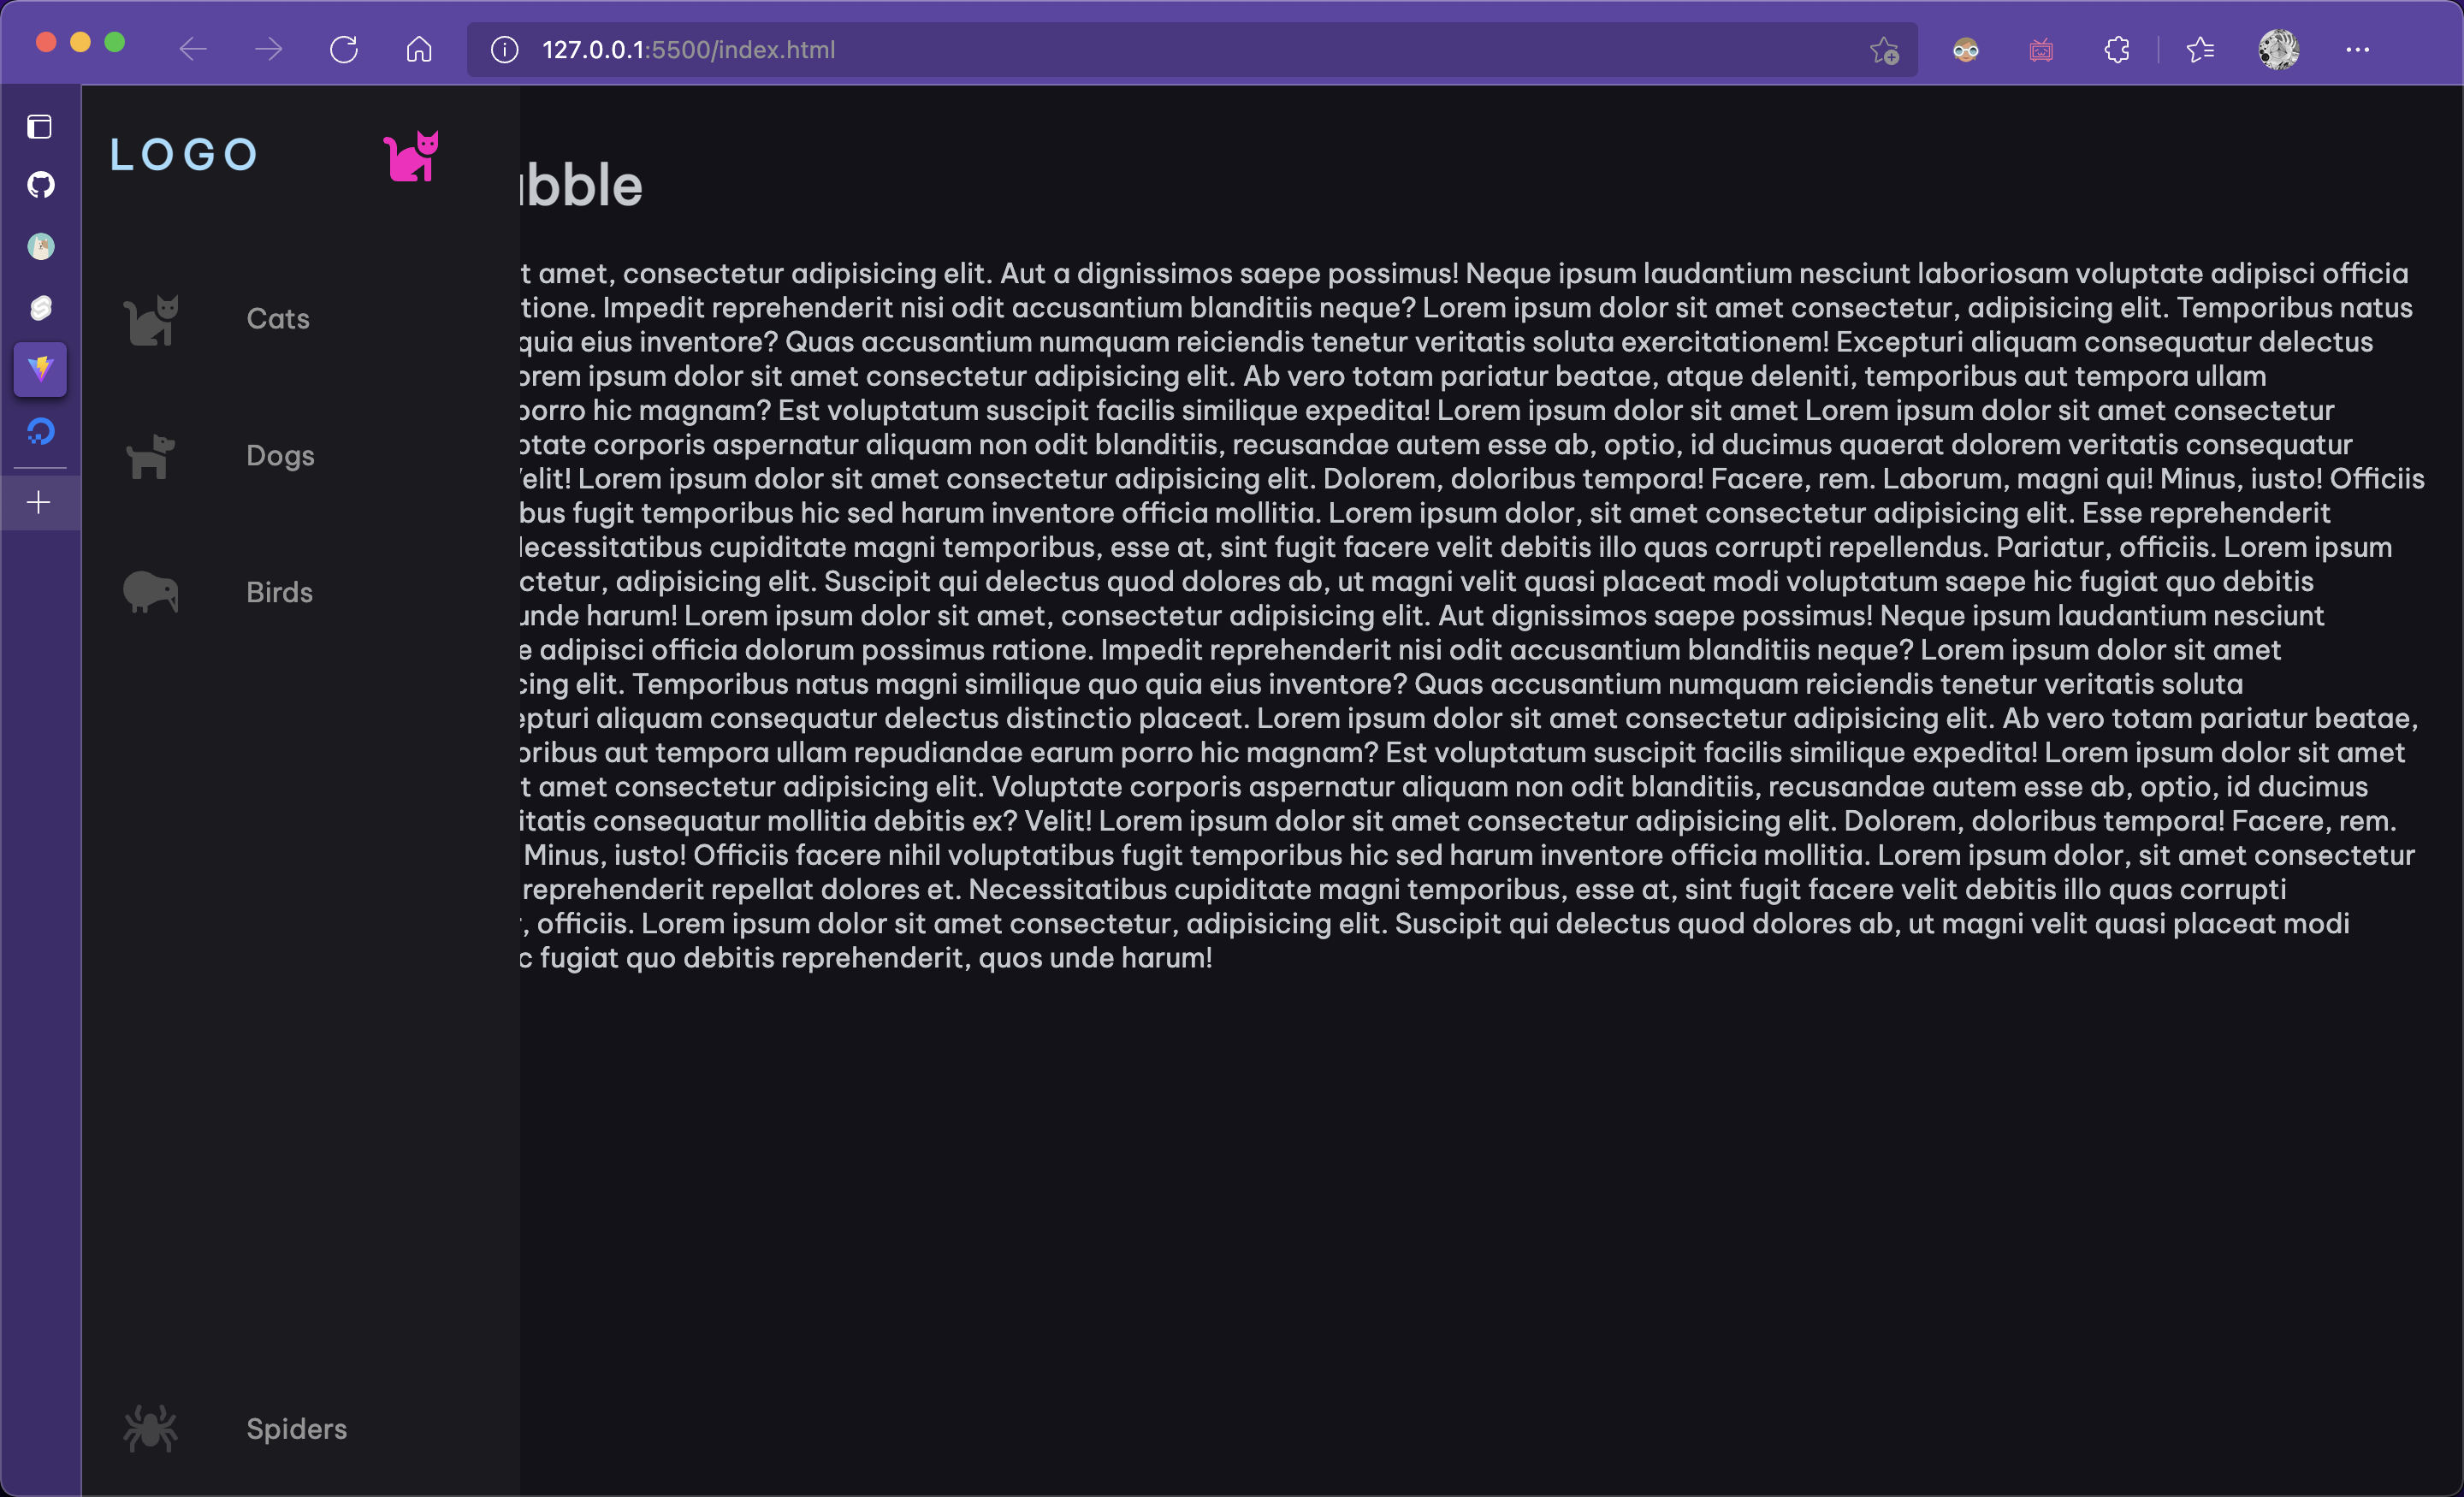 127.0.0.1:5500/index.html
LOGO
Cats
Dogs
Birds
Spiders
bble
t amet, consectetur adipisicing elit. Aut a dignissimos saepe possimus! Neque ipsum laudantium nesciunt laboriosam voluptate adipisci officia
tione. Impedit reprehenderit nisi odit accusantium blanditiis neque? Lorem ipsum dolor sit amet consectetur, adipisicing elit. Temporibus natus
quia eius inventore? Quas accusantium numquam reiciendis tenetur veritatis soluta exercitationem! Excepturi aliquam consequatur delectus
orem ipsum dolor sit amet consectetur adipisicing elit. Ab vero totam pariatur beatae, atque deleniti, temporibus aut tempora ullam
porro hic magnam? Est voluptatum suscipit facilis similique expedita! Lorem ipsum dolor sit amet Lorem ipsum dolor sit amet consectetur
ptate corporis aspernatur aliquam non odit blanditiis, recusandae autem esse ab, optio, id ducimus quaerat dolorem veritatis consequatur
elit! Lorem ipsum dolor sit amet consectetur adipisicing elit. Dolorem, doloribus tempora! Facere, rem. Laborum, magni qui! Minus, iusto! Officiis
bus fugit temporibus hic sed harum inventore officia mollitia. Lorem ipsum dolor, sit amet consectetur adipisicing elit. Esse reprehenderit
ecessitatibus cupiditate magni temporibus, esse at, sint fugit facere velit debitis illo quas corrupti repellendus. Pariatur, officiis. Lorem ipsum
ctetur, adipisicing elit. Suscipit qui delectus quod dolores ab, ut magni velit quasi placeat modi voluptatum saepe hic fugiat quo debitis
unde harum! Lorem ipsum dolor sit amet, consectetur adipisicing elit. Aut dignissimos saepe possimus! Neque ipsum laudantium nesciunt
e adipisci officia dolorum possimus ratione. Impedit reprehenderit nisi odit accusantium blanditiis neque? Lorem ipsum dolor sit amet
cing elit. Temporibus natus magni similique quo quia eius inventore? Quas accusantium numquam reiciendis tenetur veritatis soluta
epturi aliquam consequatur delectus distinctio placeat. Lorem ipsum dolor sit amet consectetur adipisicing elit. Ab vero totam pariatur beatae,
oribus aut tempora ullam repudiandae earum porro hic magnam? Est voluptatum suscipit facilis similique expedita! Lorem ipsum dolor sit amet
t amet consectetur adipisicing elit. Voluptate corporis aspernatur aliquam non odit blanditiis, recusandae autem esse ab, optio, id ducimus
itatis consequatur mollitia debitis ex? Velit! Lorem ipsum dolor sit amet consectetur adipisicing elit. Dolorem, doloribus tempora! Facere, rem.
Minus, iusto! Officiis facere nihil voluptatibus fugit temporibus hic sed harum inventore officia mollitia. Lorem ipsum dolor, sit amet consectetur
reprehenderit repellat dolores et. Necessitatibus cupiditate magni temporibus, esse at, sint fugit facere velit debitis illo quas corrupti
, officiis. Lorem ipsum dolor sit amet consectetur, adipisicing elit. Suscipit qui delectus quod dolores ab, ut magni velit quasi placeat modi
c fugiat quo debitis reprehenderit, quos unde harum!